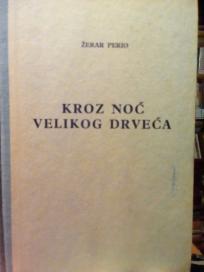 ŽERAR PERIO
KROZ NOĆ
VELIKOG DRVEĆA